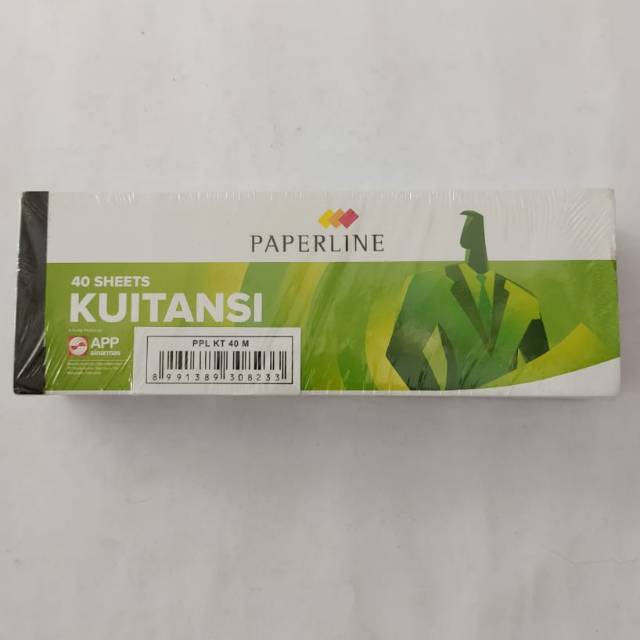 PAPERLINE
40 SHEETS
KUITANSI
APP
sinarmas
PPL KT 40 M
8 991389 308233